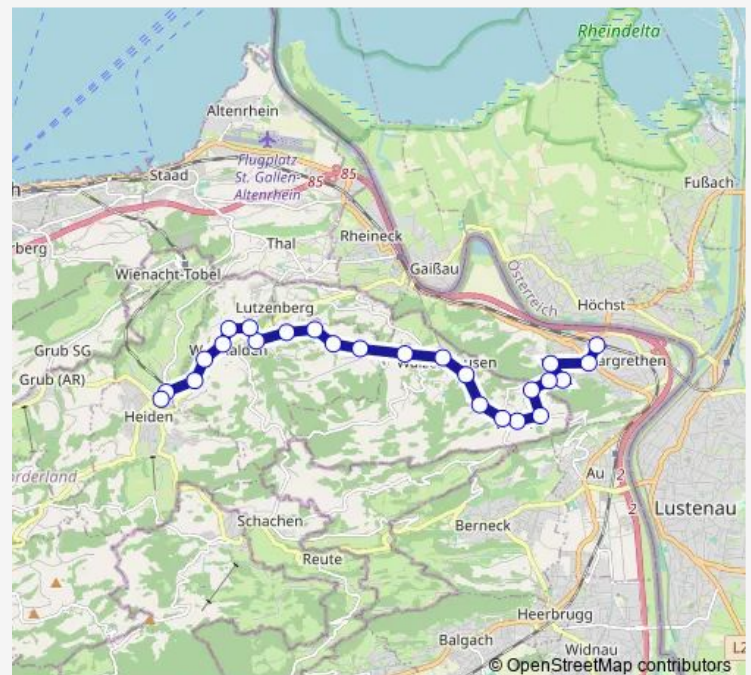 Rheindelta
Altenrhein
Flugplatz
St. Gallen-
Altenrhein
85
85
Staad
Fußach
Thal
Rheineck
Gaißau
Wienacht-Tobel
Österreich
Lutzenberg
Höchst
Grub SG
Grub (AR)
Heiden
Au
2
2
Lustenau
Schachen
Berneck
Reute
Heerbrugg
Balgach
Widnau
© OpenStreetMap contributors